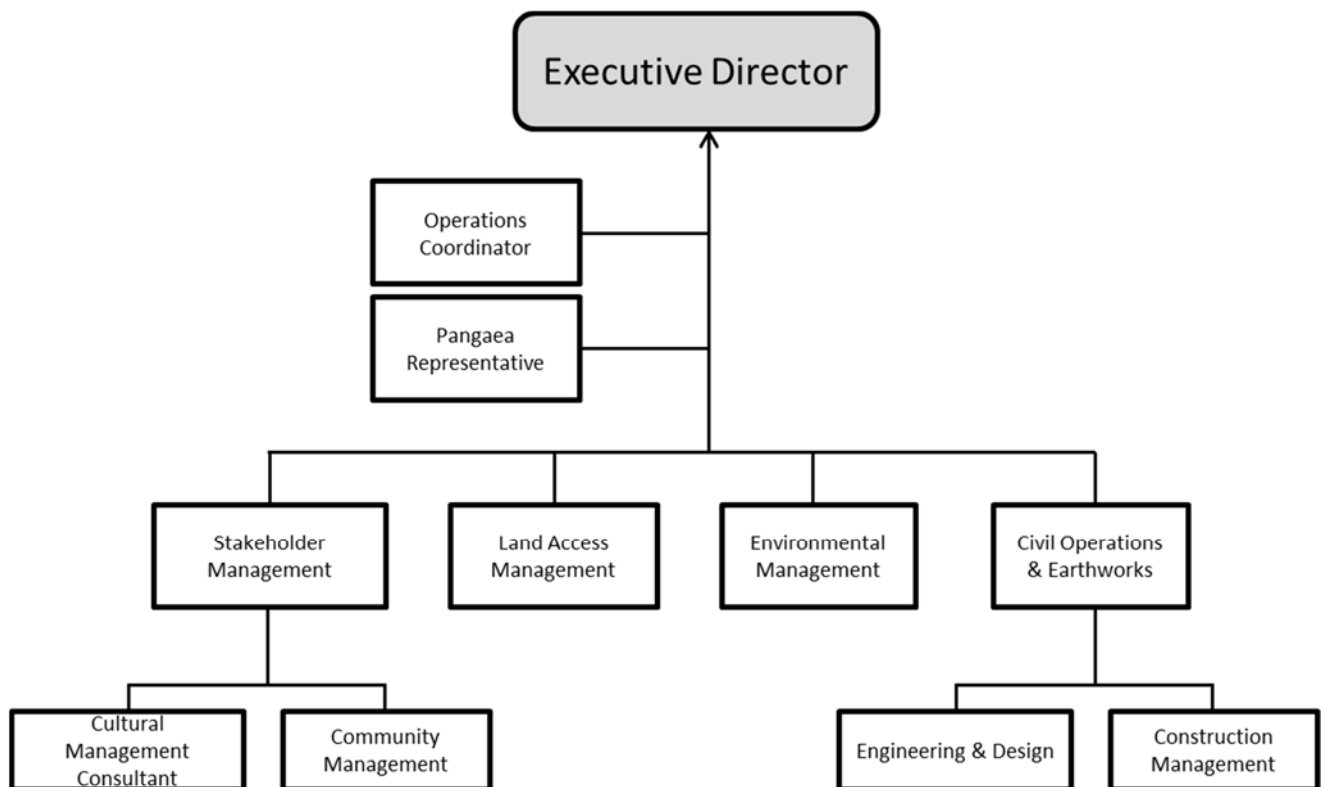 Executive Director
Operations
Coordinator
Pangaea
Representative
Stakeholder
Management
Land Access
Management
Environmental
Management
Civil Operations
& Earthworks
Cultural
Management
Consultant
Community
Management
Engineering & Design
Construction
Management